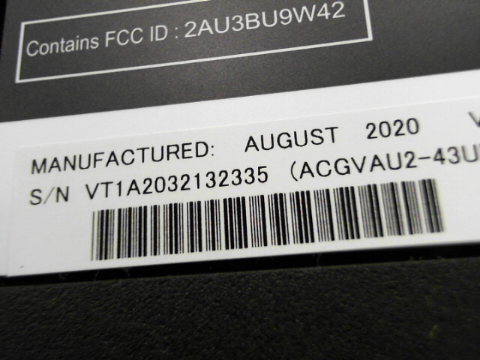 Contains FCC ID : 2AU3BU9W42
MANUFACTURED: AUGUST 2020
S/N VT1A2032132335 (ACGVAU2-43U